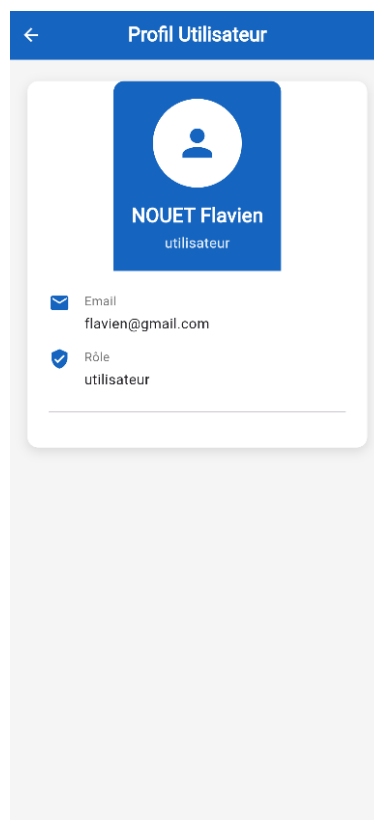 Profil Utilisateur
NOUET Flavien
utilisateur
Email
flavien@gmail.com
Rôle
utilisateur